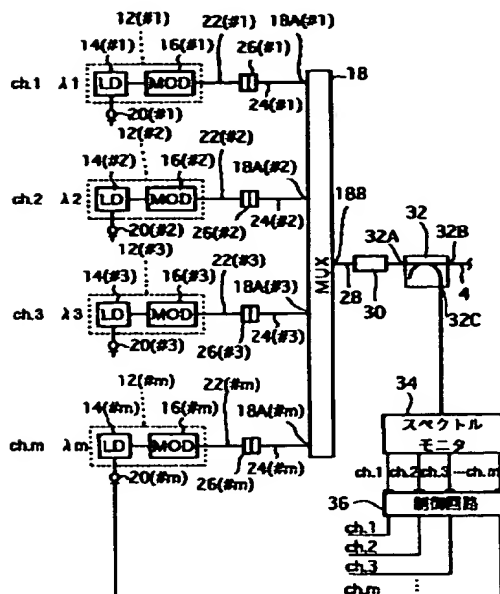 12(#1) 22(#1) 18A(#1)
14(#1) 16(#1) 26(#1) 18
ch.1 λ1 LD MOD
24(#1)
20(#1)
12(#2) 22(#2)
14(#2) 16(#2) 18A(#2)
ch.2 λ2 LD MOD
24(#2)
20(#2) 26(#2)
12(#3) 22(#3)
14(#3) 16(#3) 18A(#3)
ch.3 λ3 LD MOD
24(#3)
20(#3) 26(#3)
12(#m) 22(#m)
14(#m) 16(#m) 18A(#m)
ch.m λm LD MOD
24(#m)
20(#m) 26(#m)
MUX
18B
28
30
32A 32 32B
4
32C
34
スペクトル
モニタ
ch.1 ch.2 ch.3 ---ch.m
36 制御回路
ch.1
ch.2
ch.3
ch.m